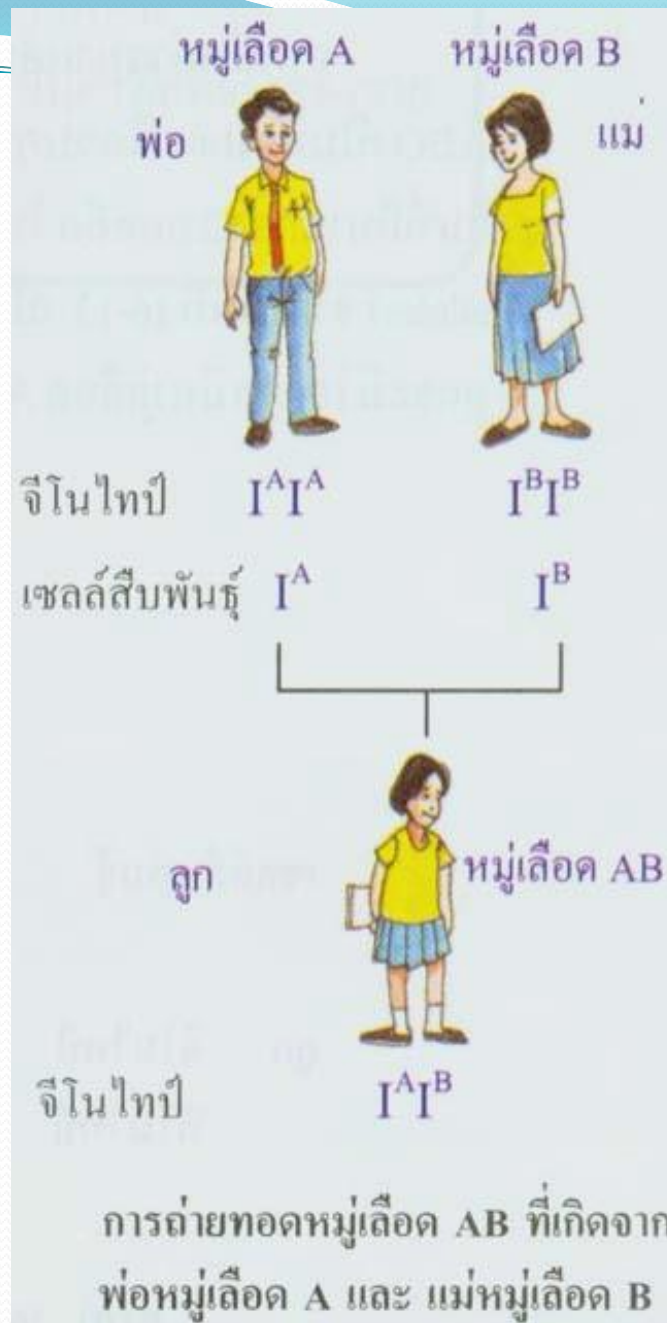 หมู่เลือด A หมู่เลือด B
พ่อ แม่
จีโนไทป์ IᴬIᴬ IᴮIᴮ
เซลล์สืบพันธุ์ Iᴬ Iᴮ
ลูก หมู่เลือด AB
จีโนไทป์ IᴬIᴮ
การถ่ายทอดหมู่เลือด AB ที่เกิดจาก
พ่อหมู่เลือด A และ แม่หมู่เลือด B